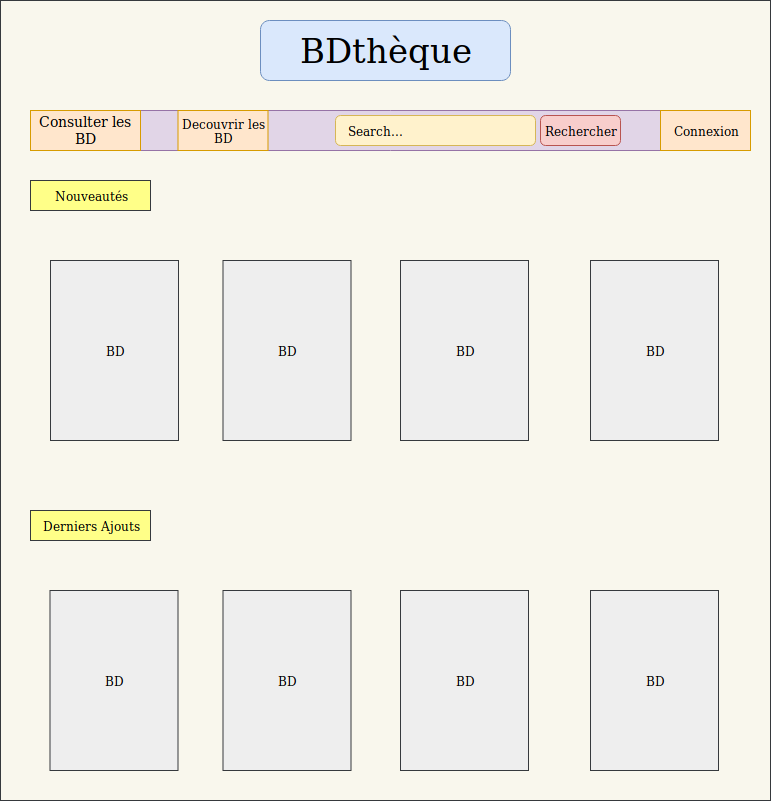 BDthèque
Consulter les
BD
Decouvrir les
BD
Search...
Rechercher
Connexion
Nouveautés
BD
BD
BD
BD
Derniers Ajouts
BD
BD
BD
BD